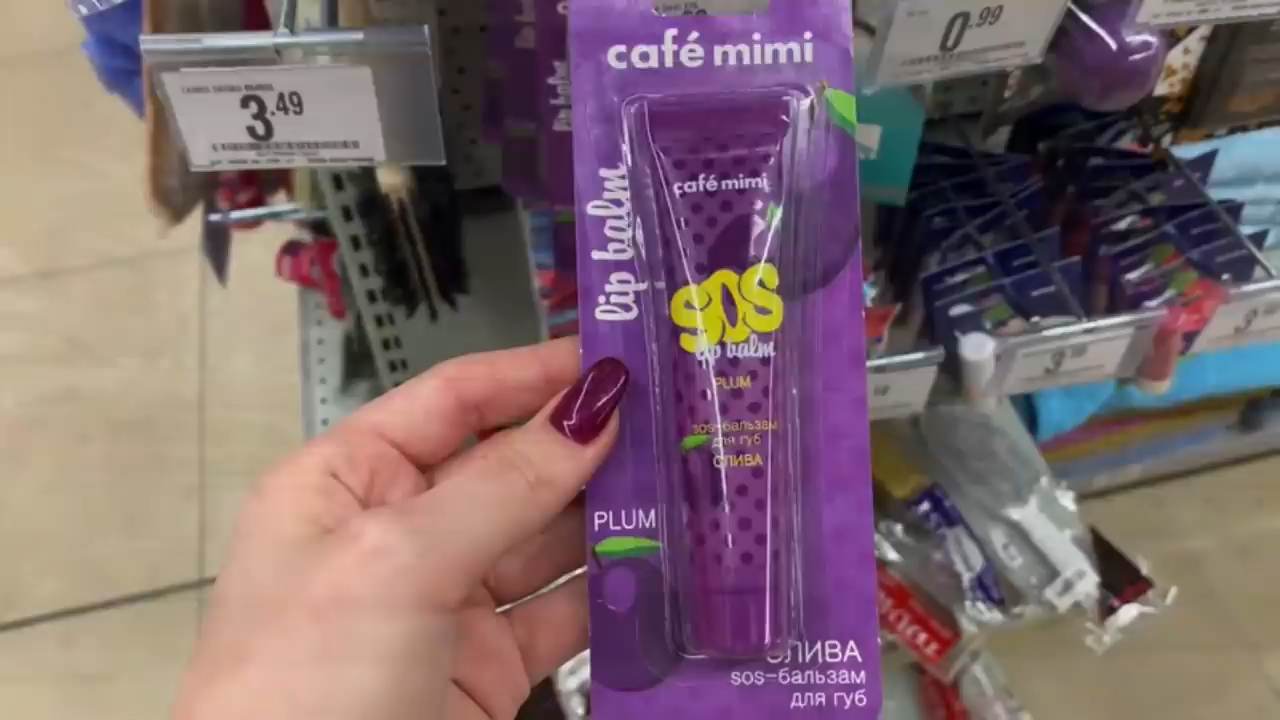 3.49
0.99
café mimi
lip balm
café mimi
SOS
lip balm
PLUM
sos-бальзам
для губ
СЛИВА
PLUM
СЛИВА
sos-бальзам
для губ